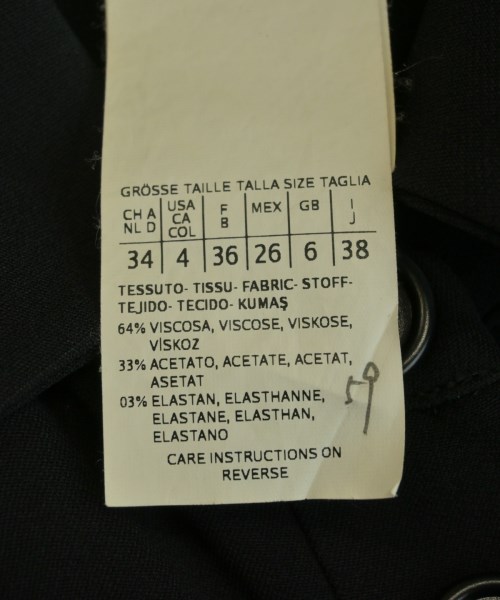 GRÖSSE TAILLE TALLA SIZE TAGLIA
CH A NL D | USA CA COL | F B | MEX | GB | I J
34 | 4 | 36 | 26 | 6 | 38
TESSUTO- TISSU- FABRIC- STOFF-
TEJIDO- TECIDO- KUMAŞ
64% VISCOSA, VISCOSE, VISKOSE,
VİSKOZ
33% ACETATO, ACETATE, ACETAT,
ASETAT
03% ELASTAN, ELASTHANNE,
ELASTANE, ELASTHAN,
ELASTANO
CARE INSTRUCTIONS ON
REVERSE